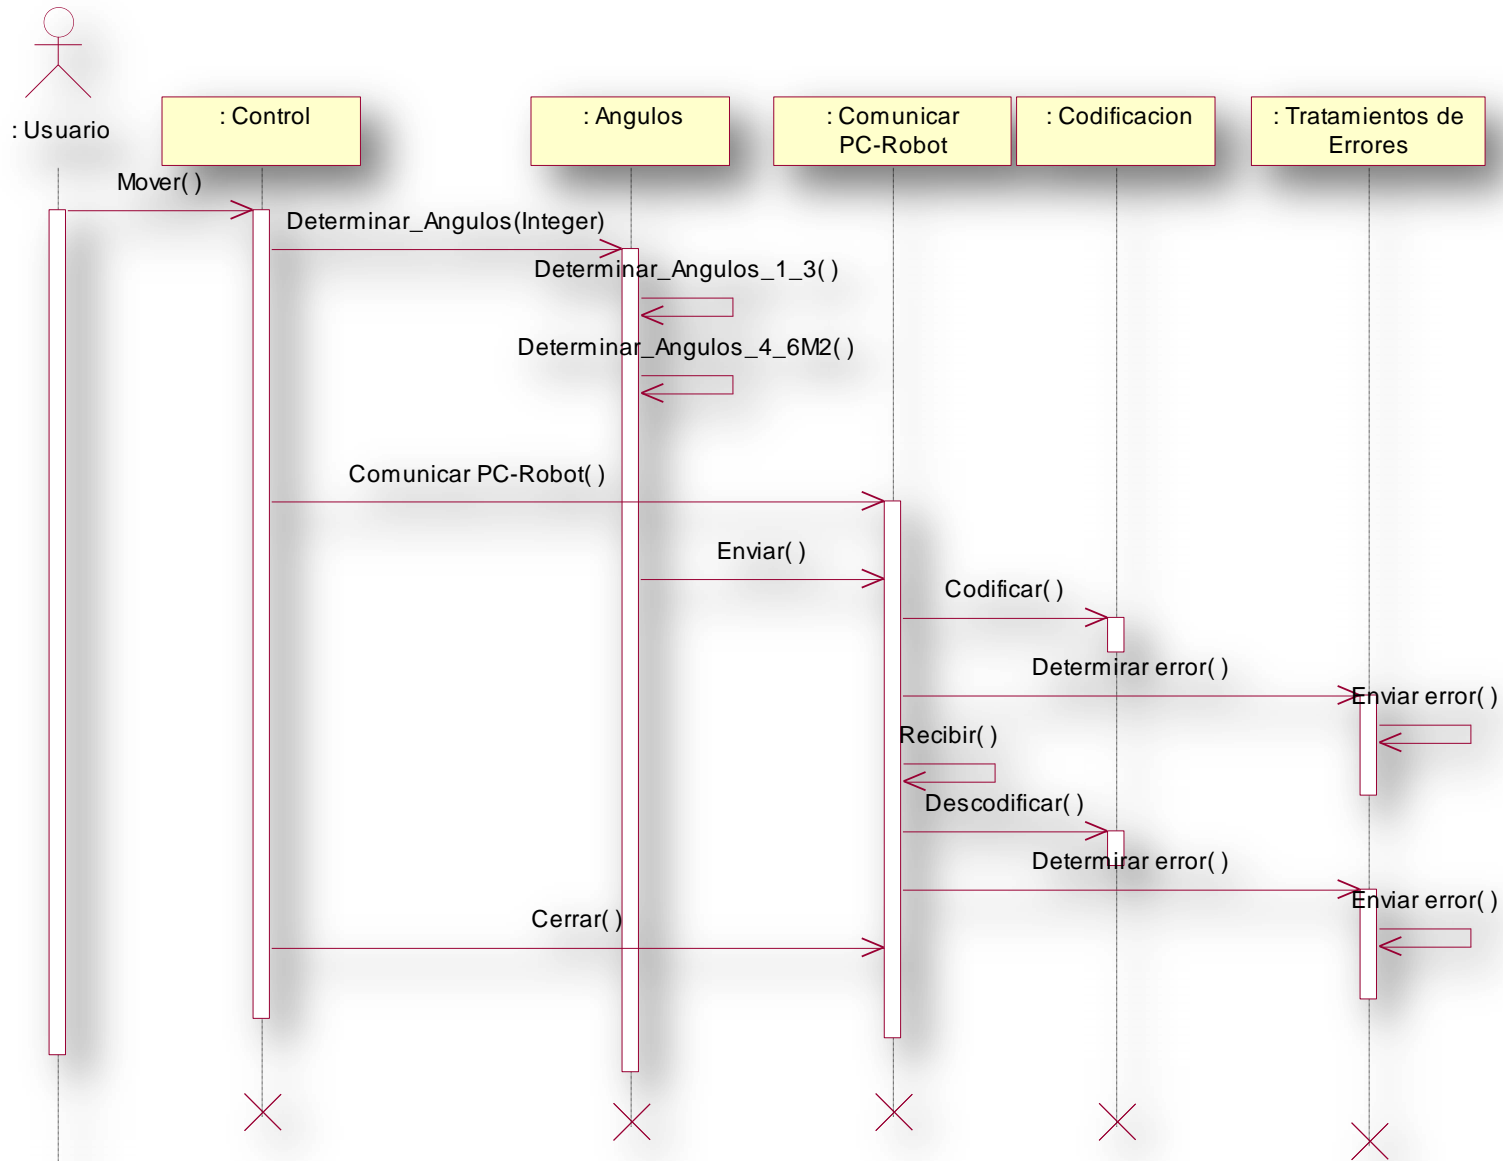 : Usuario
: Control
: Angulos
: Comunicar
PC-Robot
: Codificacion
: Tratamientos de
Errores
Mover( )
Determinar_Angulos(Integer)
Determinar_Angulos_1_3( )
Determinar_Angulos_4_6M2( )
Comunicar PC-Robot( )
Enviar( )
Codificar( )
Determirar error( )
Enviar error( )
Recibir( )
Descodificar( )
Determirar error( )
Enviar error( )
Cerrar( )